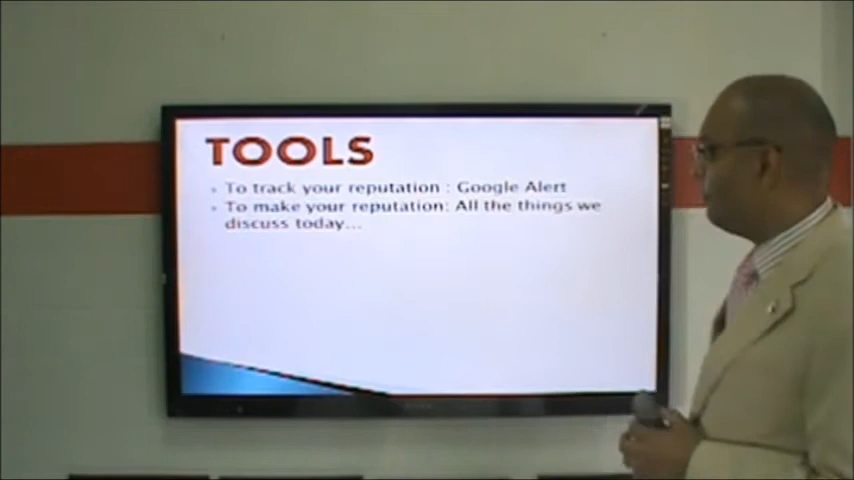 TOOLS
To track your reputation : Google Alert
To make your reputation: All the things we
discuss today...